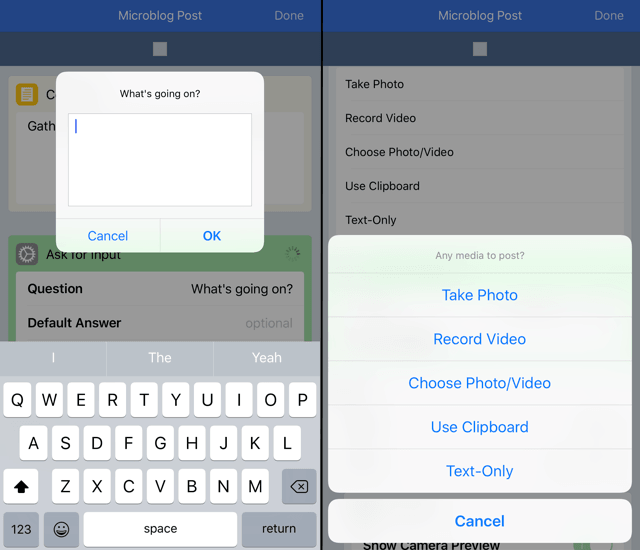 Microblog Post Done
C
What's going on?
Gath
Cancel OK
Ask for Input
Question What's going on?
Default Answer optional
I The Yeah
Q W E R T Y U I O P
A S D F G H J K L
Z X C V B N M
123 space return
Microblog Post Done
Take Photo
Record Video
Choose Photo/Video
Use Clipboard
Text-Only
Any media to post?
Take Photo
Record Video
Choose Photo/Video
Use Clipboard
Text-Only
Cancel
Show Camera Preview